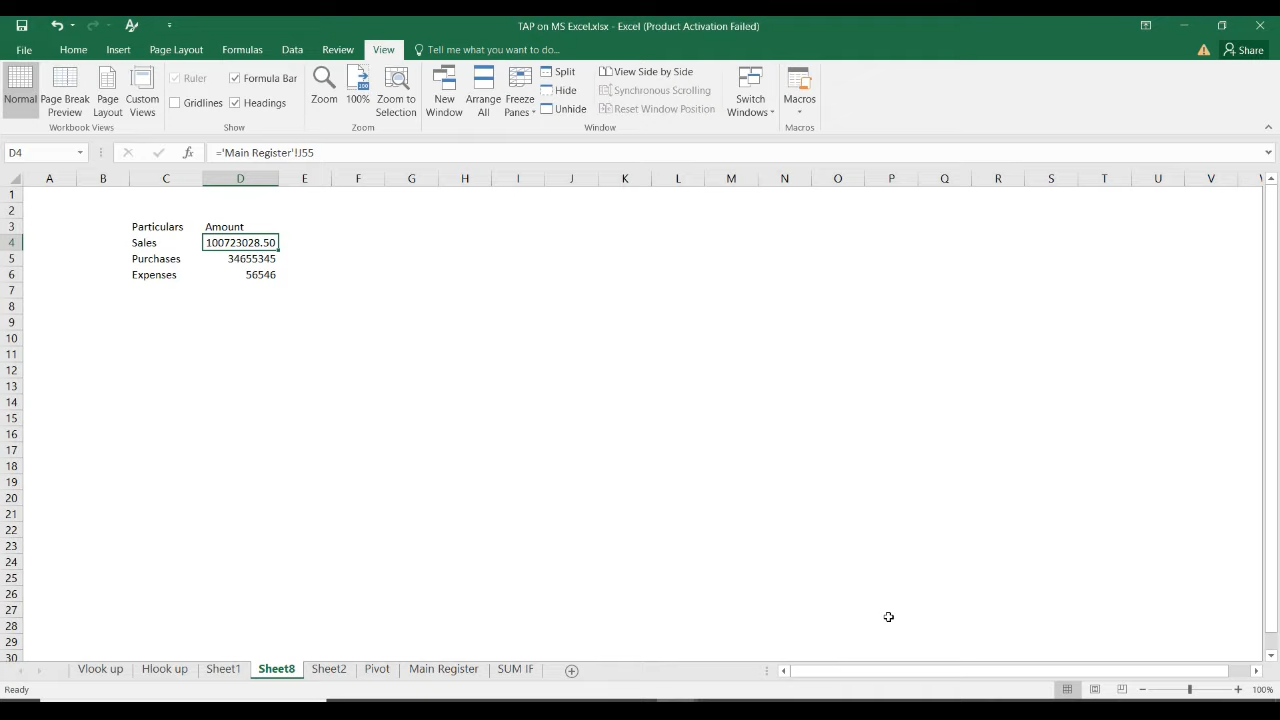 TAP on MS Excel.xlsx - Excel (Product Activation Failed)
File Home Insert Page Layout Formulas Data Review View Tell me what you want to do... Share
Normal Page Break Preview Page Layout Custom Views
Workbook Views
Ruler Formula Bar
Gridlines Headings
Show
Zoom 100% Zoom to Selection
Zoom
New Window Arrange All Freeze Panes
Split View Side by Side
Hide Synchronous Scrolling
Unhide Reset Window Position
Switch Windows
Window
Macros
Macros
D4 fx ='Main Register'!J55
A B C D E F G H I J K L M N O P Q R S T U V
1
2
3 Particulars Amount
4 Sales 100723028.50
5 Purchases 34655345
6 Expenses 56546
7
8
9
10
11
12
13
14
15
16
17
18
19
20
21
22
23
24
25
26
27
28
29
30
Vlook up Hlook up Sheet1 Sheet8 Sheet2 Pivot Main Register SUM IF
Ready 100%